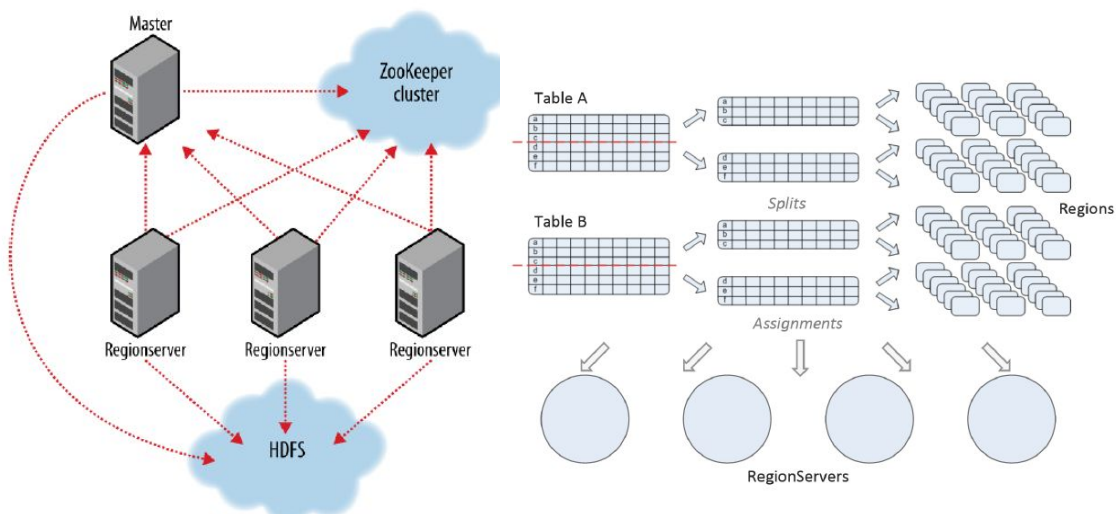 Master
ZooKeeper
cluster
Regionserver
Regionserver
Regionserver
HDFS
Table A
a
b
c
d
e
f
a
b
c
d
e
f
Splits
Regions
Table B
a
b
c
d
e
f
a
b
c
d
e
f
Assignments
RegionServers